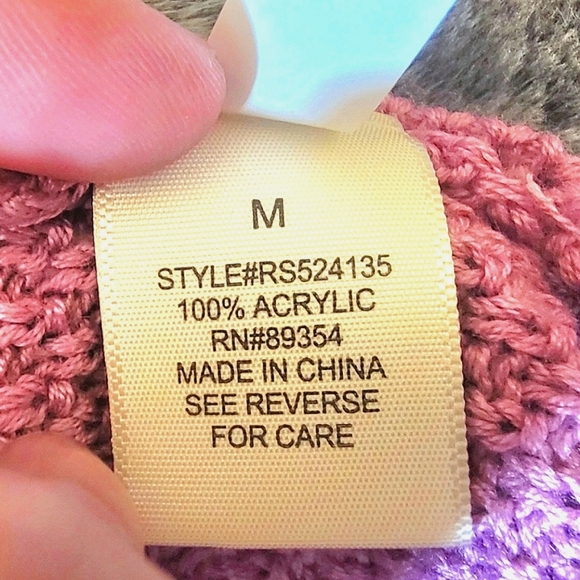 M
STYLE#RS524135
100% ACRYLIC
RN#89354
MADE IN CHINA
SEE REVERSE
FOR CARE